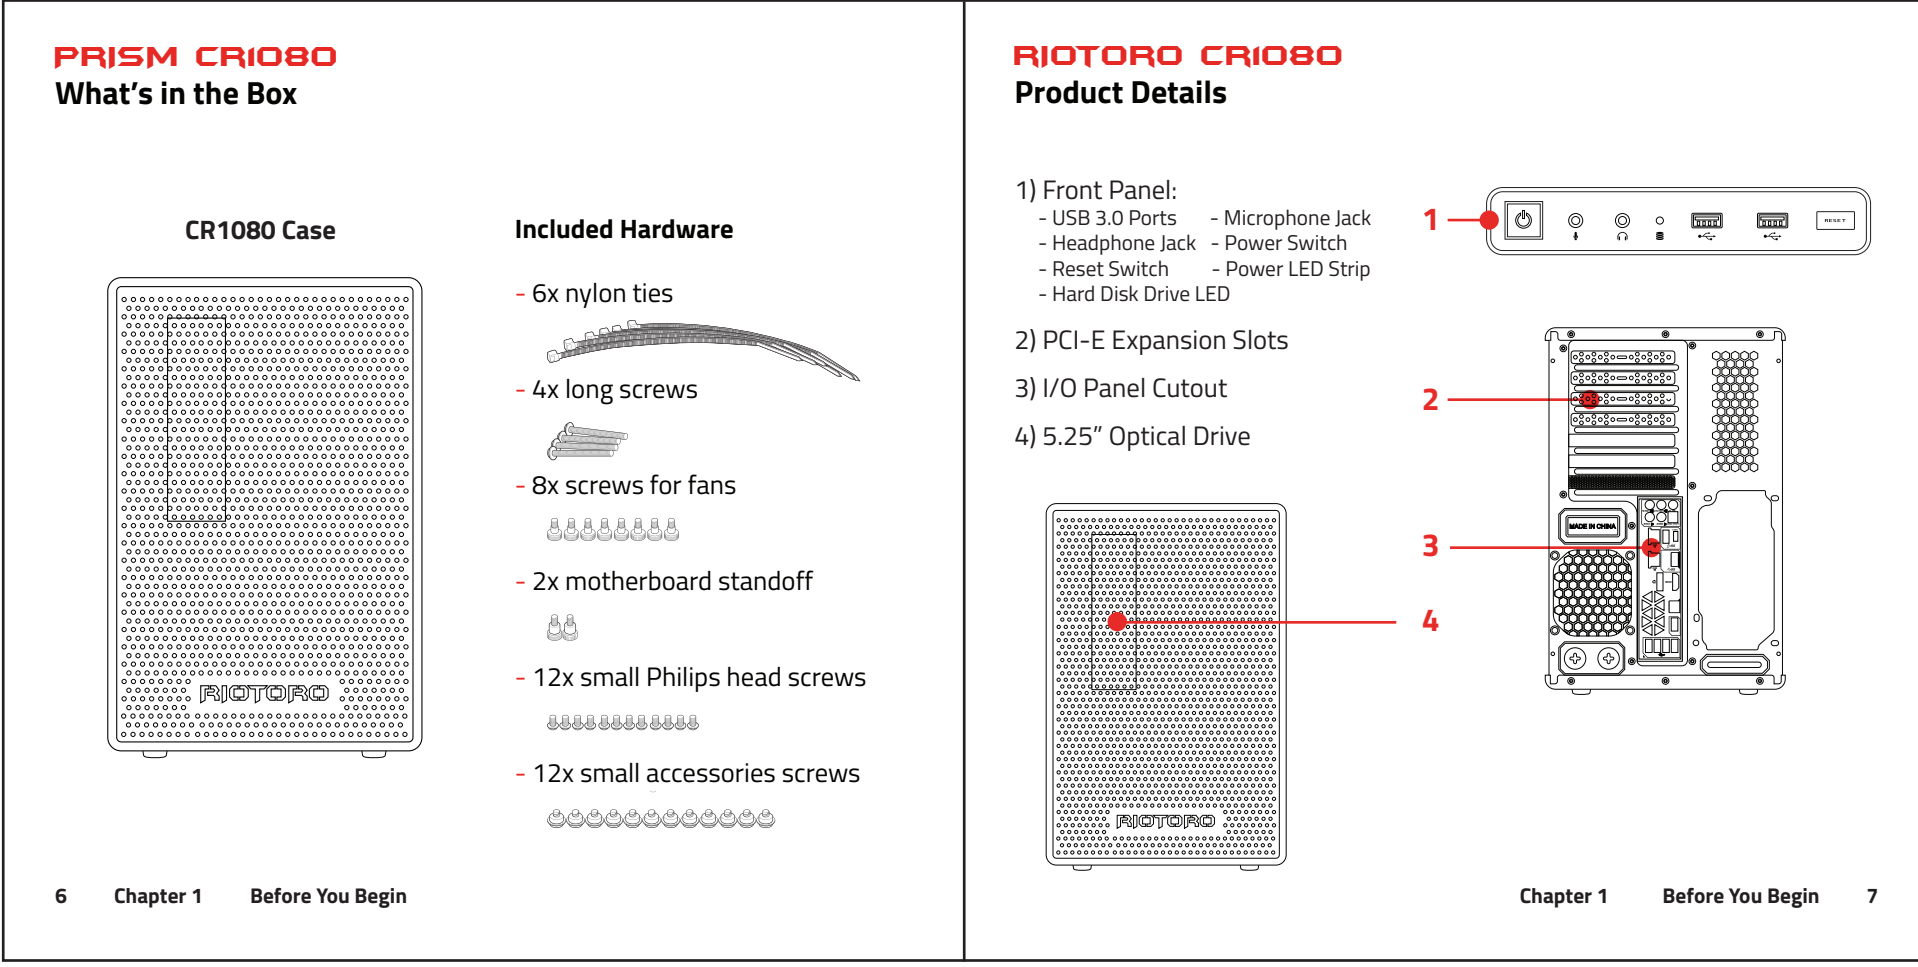 PRISM CR1080
What's in the Box
CR1080 Case
RIOTORO
Included Hardware
- 6x nylon ties
- 4x long screws
- 8x screws for fans
- 2x motherboard standoff
- 12x small Philips head screws
- 12x small accessories screws
6 Chapter 1 Before You Begin
RIOTORO CR1080
Product Details
1) Front Panel:
- USB 3.0 Ports - Microphone Jack
- Headphone Jack - Power Switch
- Reset Switch - Power LED Strip
- Hard Disk Drive LED
2) PCI-E Expansion Slots
3) I/O Panel Cutout
4) 5.25” Optical Drive
1
RESET
2
MADE IN CHINA
3
4
RIOTORO
Chapter 1 Before You Begin 7